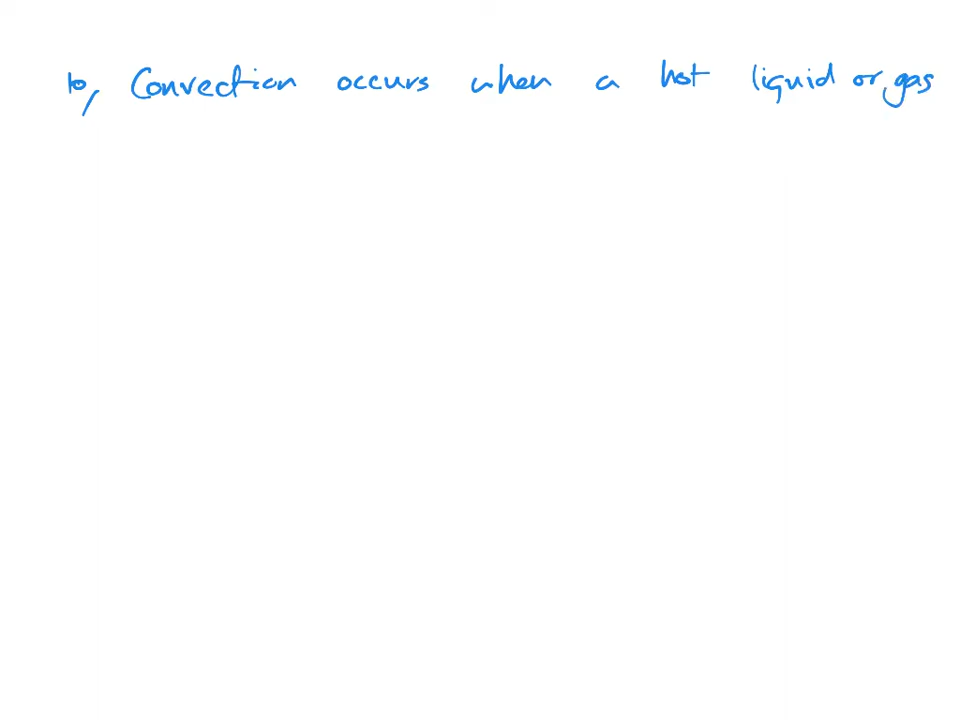 b, Convection occurs when a hot liquid or gas